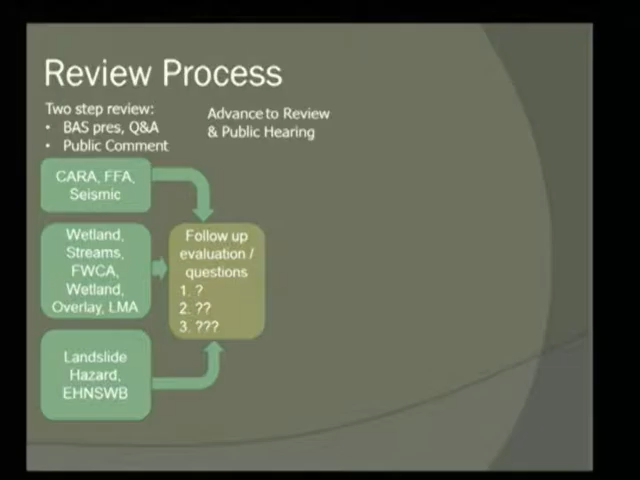 Review Process
Two step review:
• BAS pres, Q&A
• Public Comment
Advance to Review
& Public Hearing
CARA, FFA,
Seismic
Wetland,
Streams,
FWCA,
Wetland,
Overlay, LMA
Landslide
Hazard,
EHNSWB
Follow up
evaluation /
questions
1. ?
2. ??
3. ???